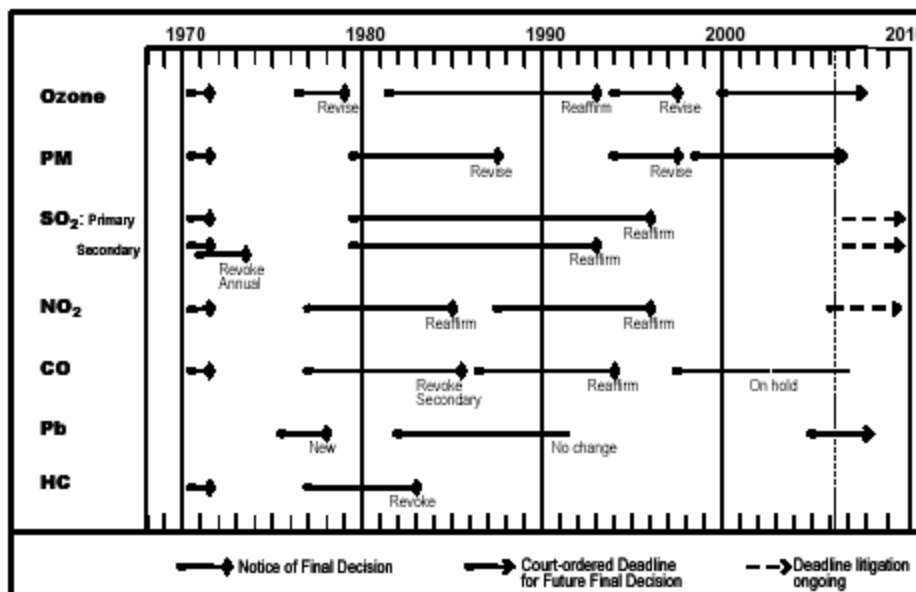 1970 1980 1990 2000 2010
Ozone
Revise Reaffirm Revise
PM
Revise Revise
SO₂: Primary
Reaffirm
Secondary
Revoke Reaffirm
Annual
NO₂
Reaffirm Reaffirm
CO
Revoke Reaffirm On hold
Secondary
Pb
New No change
HC
Revoke
Notice of Final Decision Court-ordered Deadline Deadline litigation
for Future Final Decision ongoing